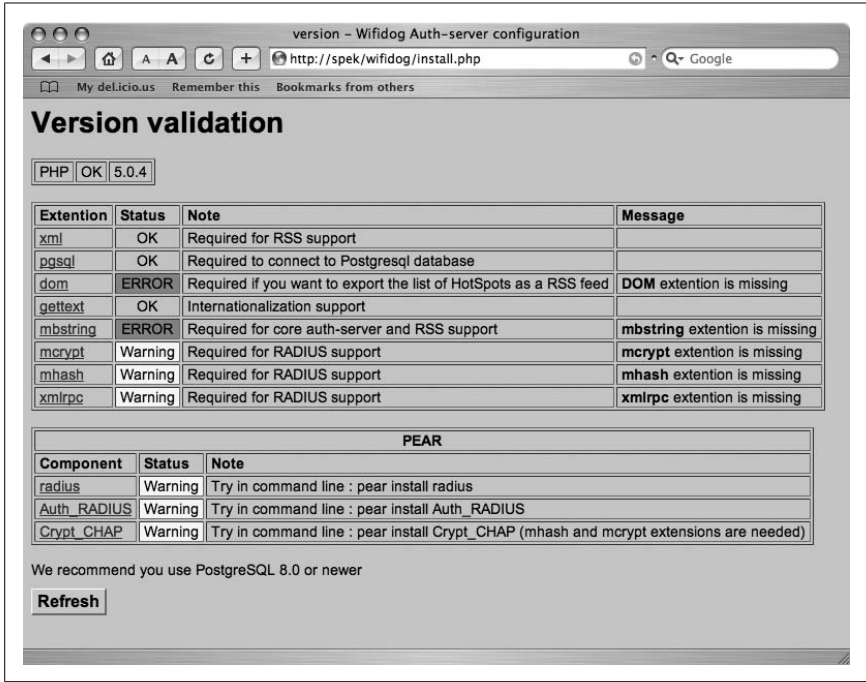 version – Wifidog Auth-server configuration
A A http://spek/wifidog/install.php Google
My del.icio.us Remember this Bookmarks from others
Version validation
PHP OK 5.0.4
Extention Status Note Message
xml OK Required for RSS support
pgsql OK Required to connect to Postgresql database
dom ERROR Required if you want to export the list of HotSpots as a RSS feed DOM extention is missing
gettext OK Internationalization support
mbstring ERROR Required for core auth-server and RSS support mbstring extention is missing
mcrypt Warning Required for RADIUS support mcrypt extention is missing
mhash Warning Required for RADIUS support mhash extention is missing
xmlrpc Warning Required for RADIUS support xmlrpc extention is missing
PEAR
Component Status Note
radius Warning Try in command line : pear install radius
Auth_RADIUS Warning Try in command line : pear install Auth_RADIUS
Crypt_CHAP Warning Try in command line : pear install Crypt_CHAP (mhash and mcrypt extensions are needed)
We recommend you use PostgreSQL 8.0 or newer
Refresh